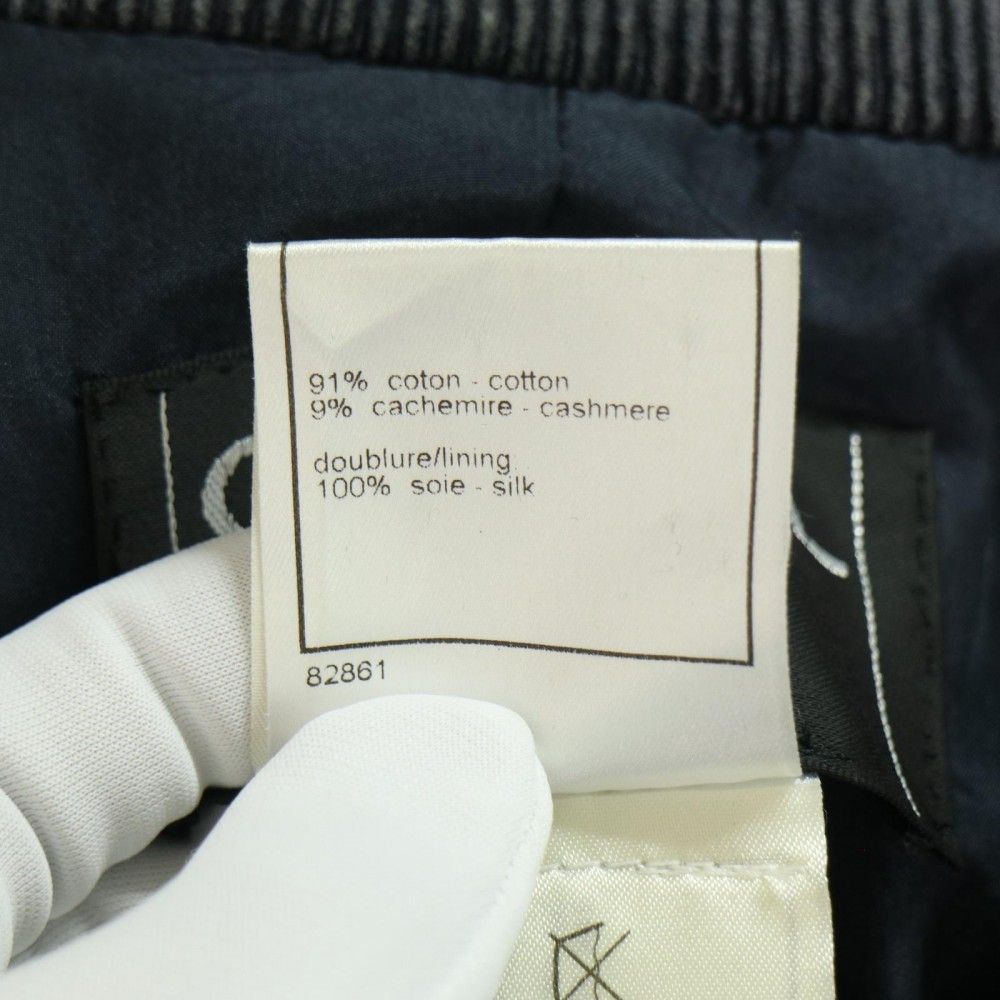 91% coton - cotton
9% cachemire - cashmere
doublure/lining
100% soie - silk
82861